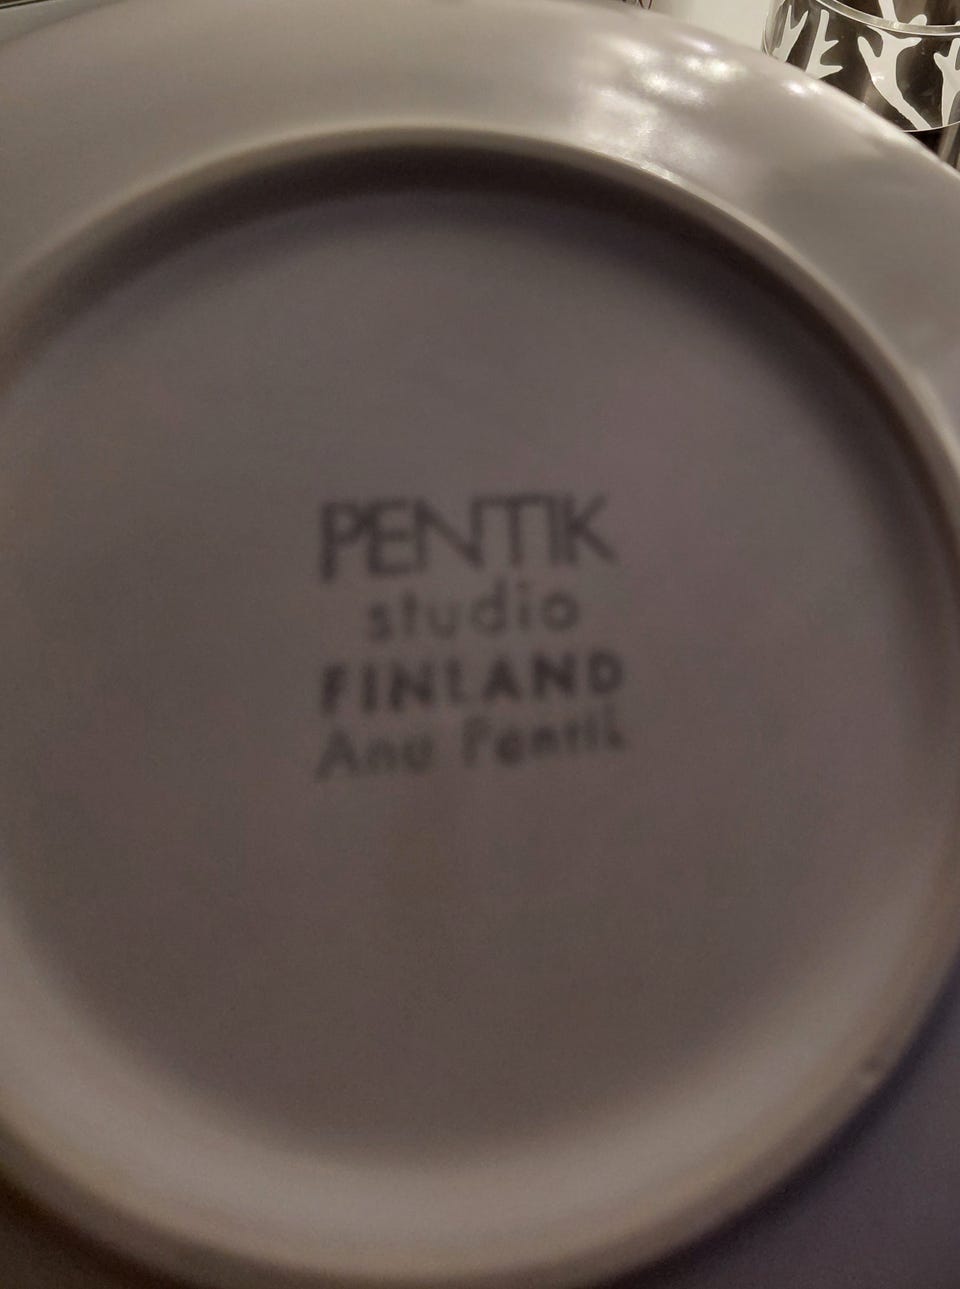 PENTIK
studio
FINLAND
Anu Pentik